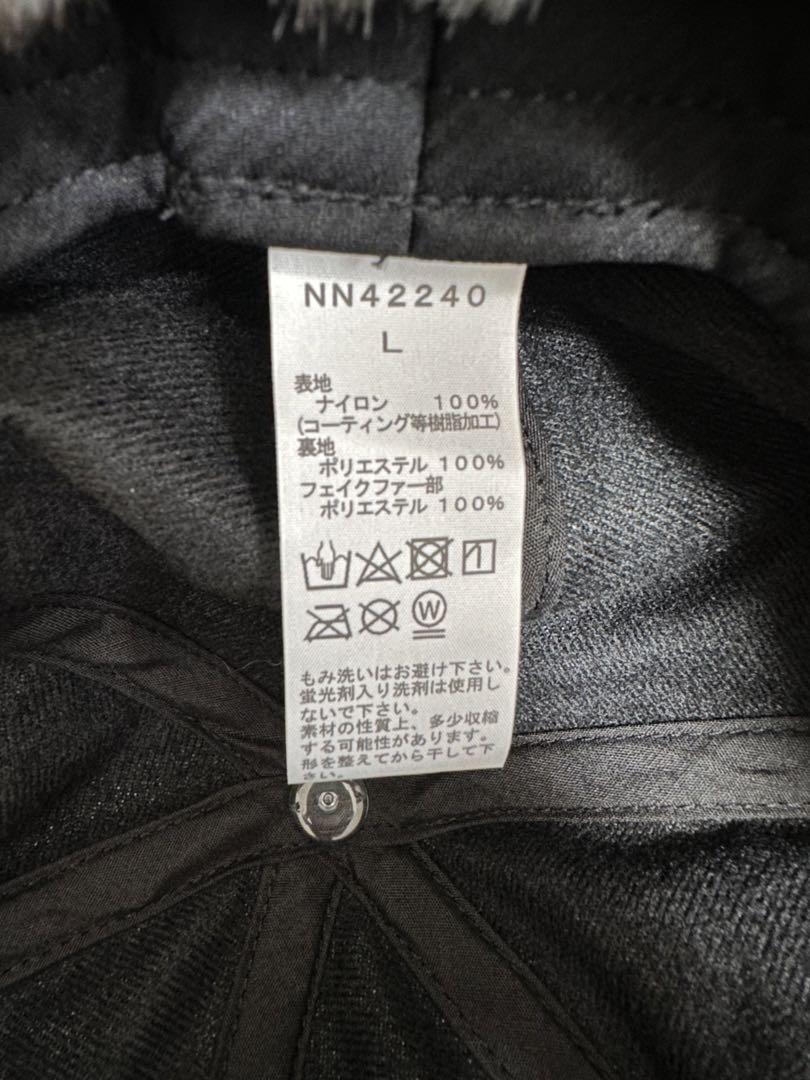 NN42240
L
表地
ナイロン 100%
(コーティング等樹脂加工)
裏地
ポリエステル 100%
フェイクファー部
ポリエステル 100%
W
もみ洗いはお避け下さい。
蛍光剤入り洗剤は使用し
ないで下さい。
素材の性質上、多少収縮
する可能性があります。
形を整えてから干して下
さい。